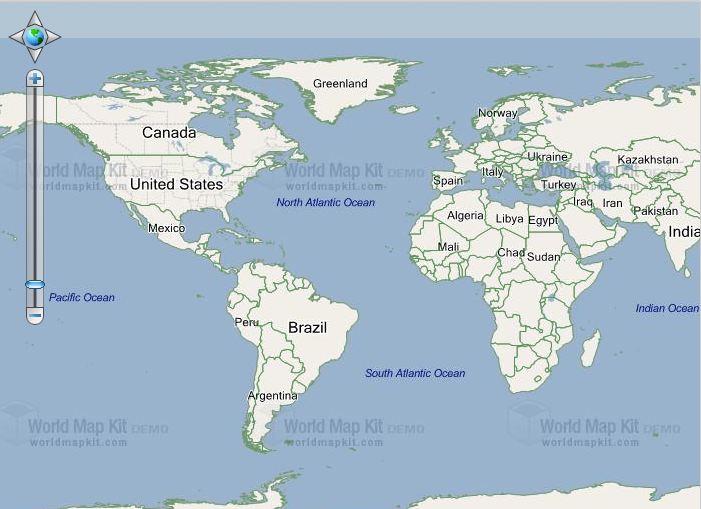 Greenland
Norway
Canada
World Map Kit DEMO
worldmapkit.com
World Map Kit DEMO
worldmapkit.com
World Map Kit DEMO
worldmapkit.com
Ukraine
Kazakhstan
United States
Spain
Italy
Turkey
North Atlantic Ocean
Iraq
Iran
Pakistan
Mexico
Algeria
Libya
Egypt
India
Mali
Chad
Sudan
Pacific Ocean
Indian Ocean
Peru
Brazil
South Atlantic Ocean
Argentina
World Map Kit DEMO
worldmapkit.com
World Map Kit DEMO
worldmapkit.com
World Map Kit DEMO
worldmapkit.com